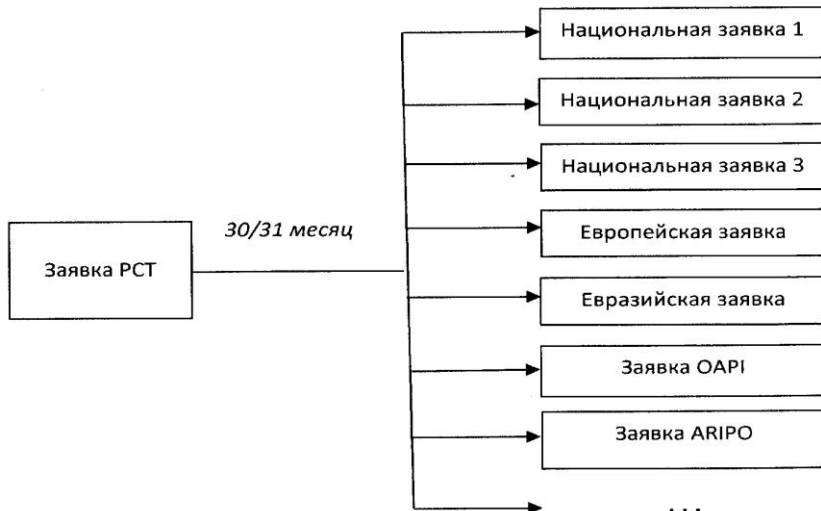 Национальная заявка 1
Национальная заявка 2
Национальная заявка 3
30/31 месяц
Европейская заявка
Заявка РСТ
Евразийская заявка
Заявка OAPI
Заявка ARIPO
...